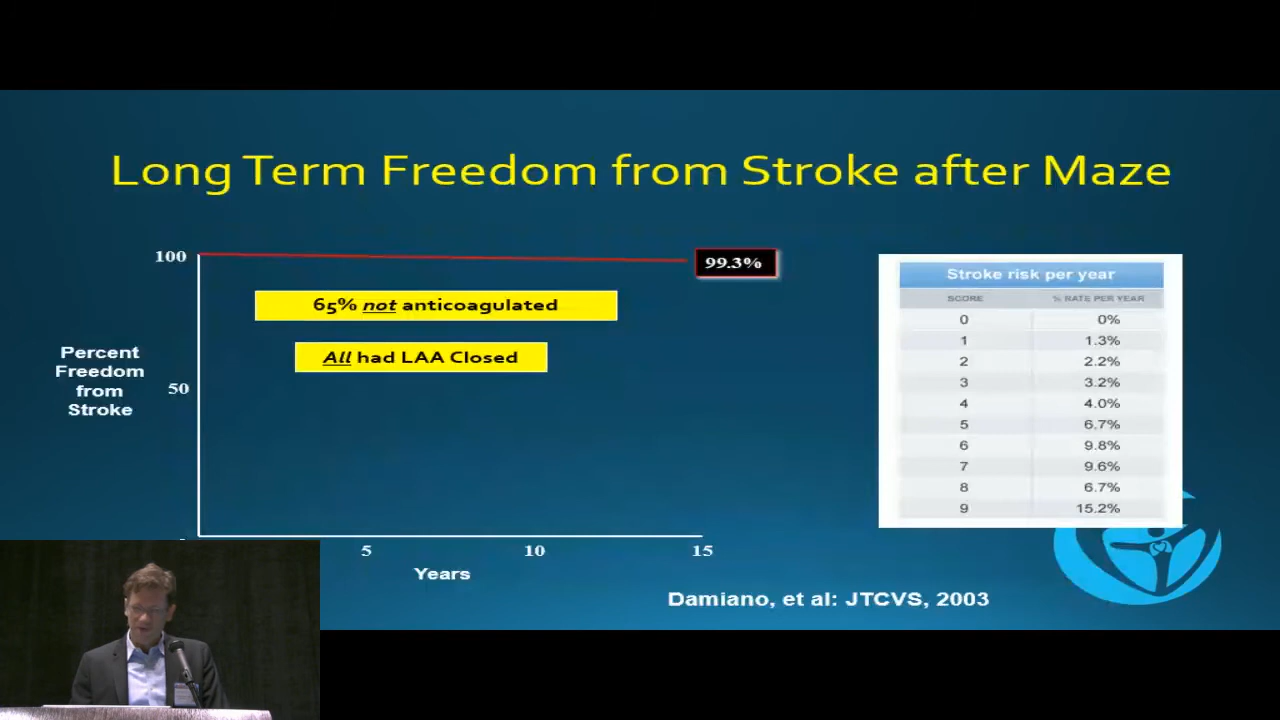 Long Term Freedom from Stroke after Maze
100
99.3%
65% not anticoagulated
All had LAA Closed
Percent
Freedom
from
Stroke
50
5
10
15
Years
Stroke risk per year
SCORE % RATE PER YEAR
0 0%
1 1.3%
2 2.2%
3 3.2%
4 4.0%
5 6.7%
6 9.8%
7 9.6%
8 6.7%
9 15.2%
Damiano, et al: JTCVS, 2003